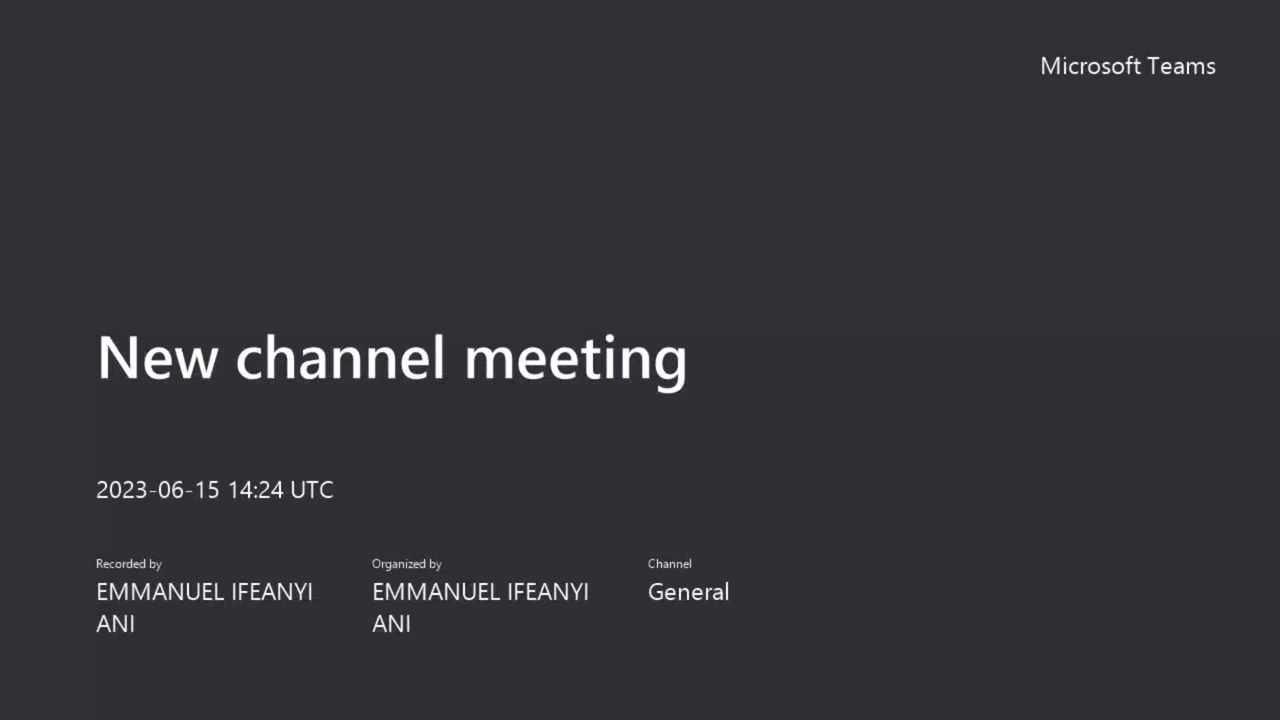 Microsoft Teams
New channel meeting
2023-06-15 14:24 UTC
Recorded by
EMMANUEL IFEANYI
ANI
Organized by
EMMANUEL IFEANYI
ANI
Channel
General